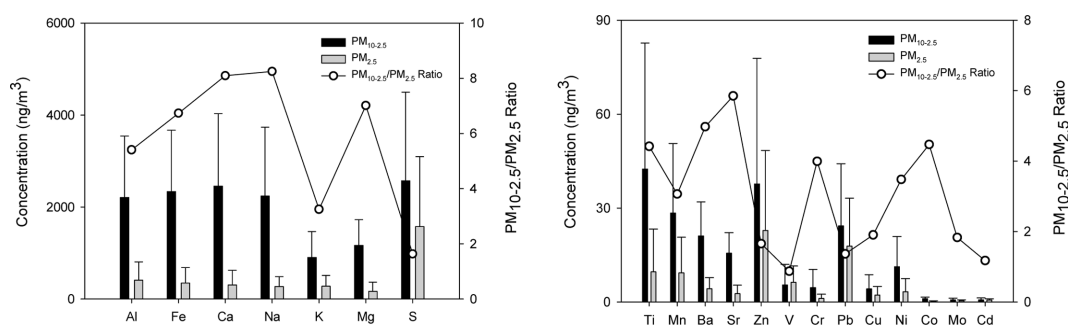 6000
4000
2000
0
Concentration (ng/m³)
PM10-2.5
PM2.5
PM10-2.5/PM2.5 Ratio
10
8
6
4
2
0
PM10-2.5/PM2.5 Ratio
Al Fe Ca Na K Mg S
90
60
30
0
Concentration (ng/m³)
PM10-2.5
PM2.5
PM10-2.5/PM2.5 Ratio
8
6
4
2
0
PM10-2.5/PM2.5 Ratio
Ti Mn Ba Sr Zn V Cr Pb Cu Ni Co Mo Cd